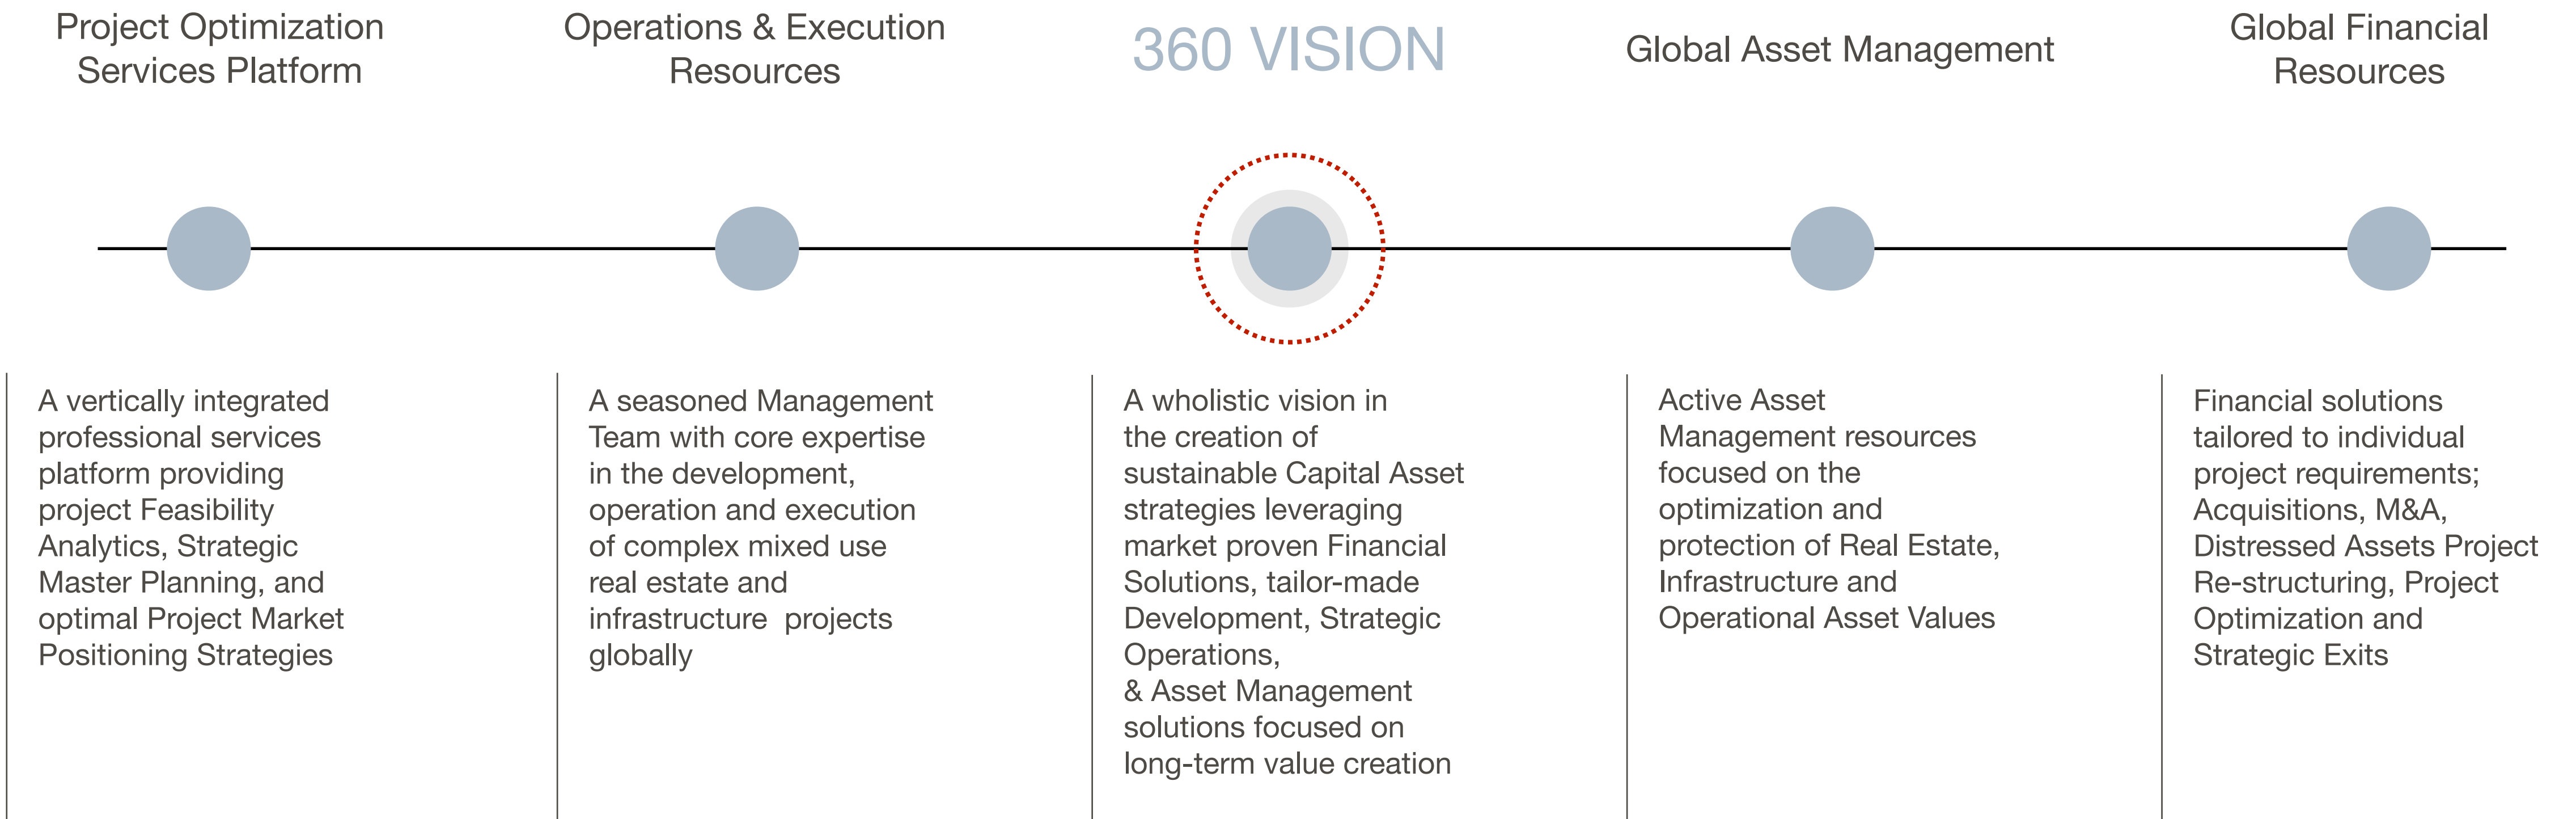 Project Optimization
Services Platform
Operations & Execution
Resources
360 VISION
Global Asset Management
Global Financial
Resources
A vertically integrated
professional services
platform providing
project Feasibility
Analytics, Strategic
Master Planning, and
optimal Project Market
Positioning Strategies
A seasoned Management
Team with core expertise
in the development,
operation and execution
of complex mixed use
real estate and
infrastructure  projects
globally
A wholistic vision in
the creation of
sustainable Capital Asset
strategies leveraging
market proven Financial
Solutions, tailor-made
Development, Strategic
Operations,
& Asset Management
solutions focused on
long-term value creation
Active Asset
Management resources
focused on the
optimization and
protection of Real Estate,
Infrastructure and
Operational Asset Values
Financial solutions
tailored to individual
project requirements;
Acquisitions, M&A,
Distressed Assets Project
Re-structuring, Project
Optimization and
Strategic Exits